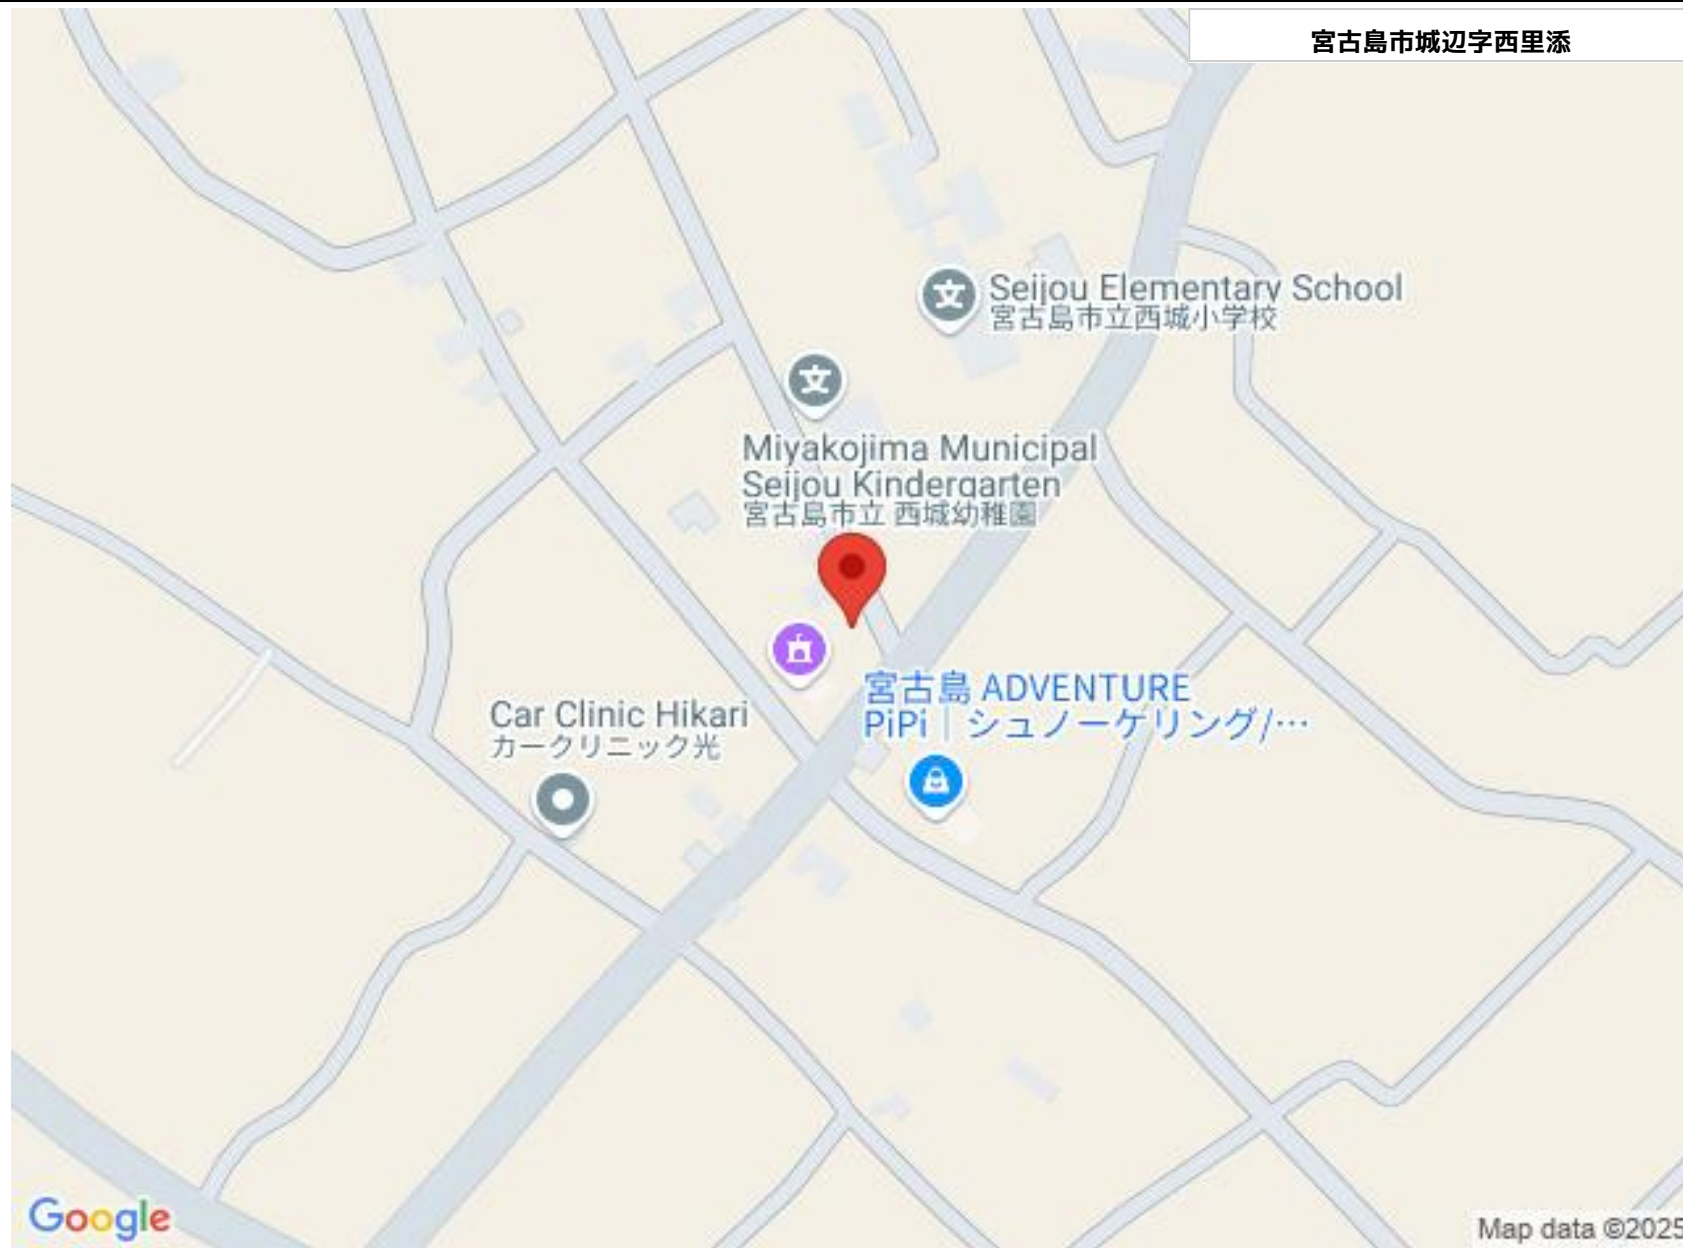 宮古島市城辺字西里添
Seijou Elementary School
宮古島市立西城小学校
文
文
Miyakojima Municipal
Seijou Kindergarten
宮古島市立 西城幼稚園
宮古島 ADVENTURE
PiPi｜シュノーケリング/…
Car Clinic Hikari
カークリニック光
Google
Map data ©2025